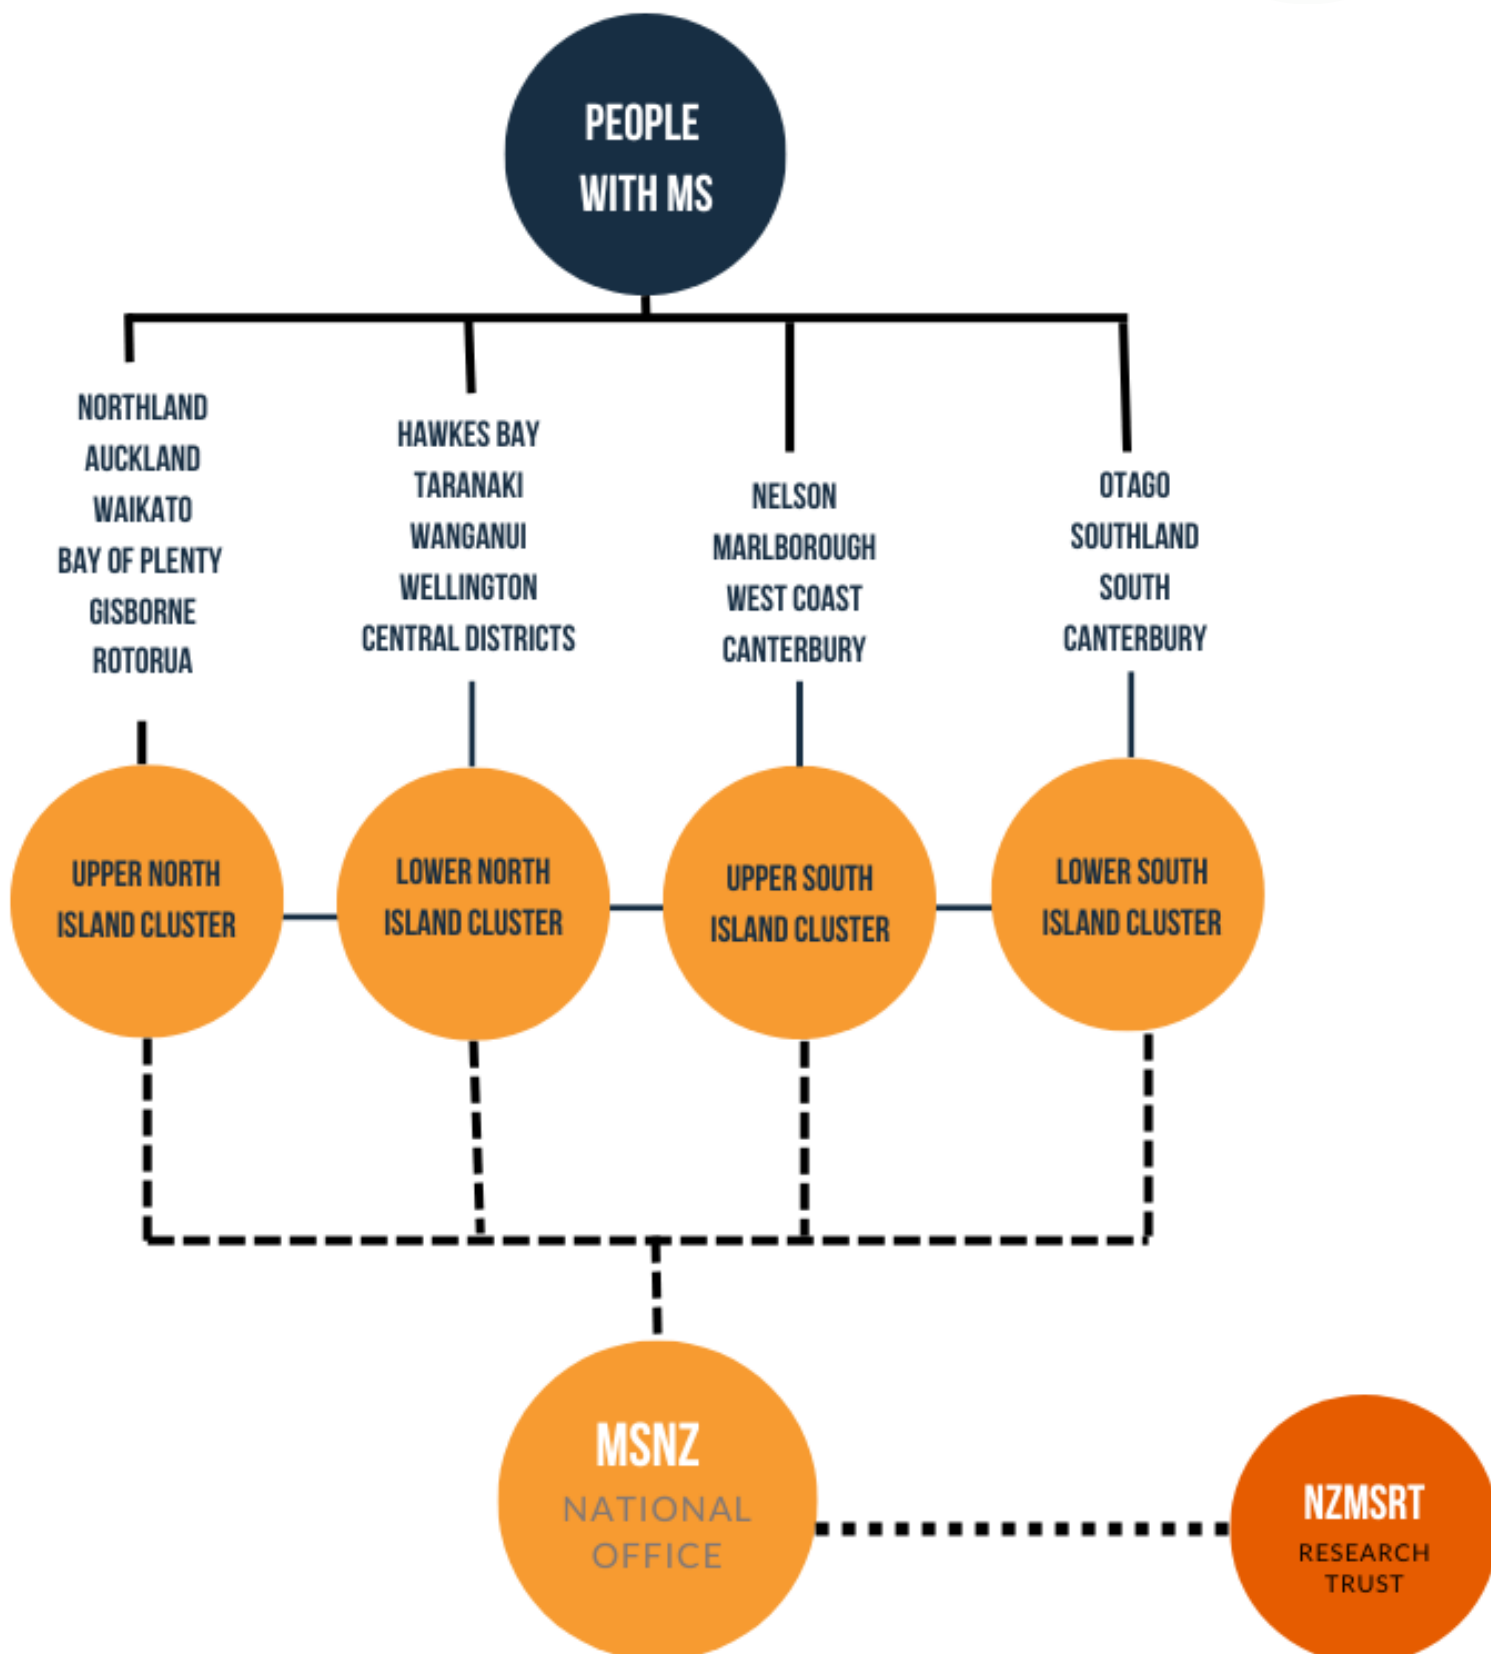 PEOPLE
WITH MS
NORTHLAND
AUCKLAND
WAIKATO
BAY OF PLENTY
GISBORNE
ROTORUA
HAWKES BAY
TARANAKI
WANGANUI
WELLINGTON
CENTRAL DISTRICTS
NELSON
MARLBOROUGH
WEST COAST
CANTERBURY
OTAGO
SOUTHLAND
SOUTH
CANTERBURY
UPPER NORTH
ISLAND CLUSTER
LOWER NORTH
ISLAND CLUSTER
UPPER SOUTH
ISLAND CLUSTER
LOWER SOUTH
ISLAND CLUSTER
MSNZ
NATIONAL
OFFICE
NZMSRT
RESEARCH
TRUST